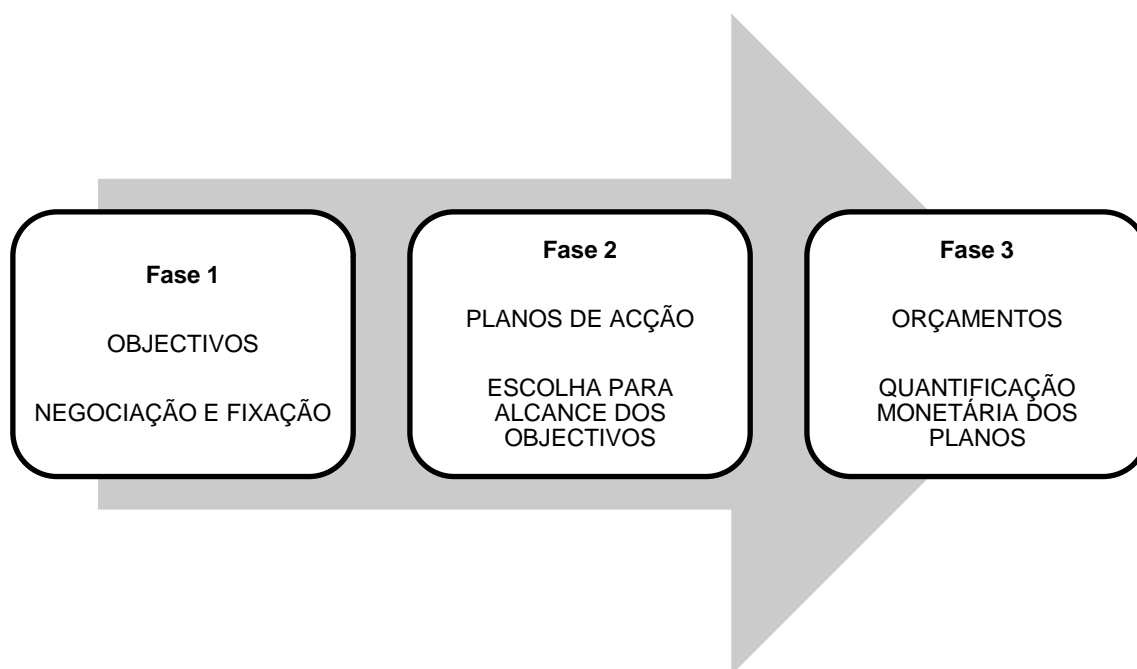 Fase 1
OBJECTIVOS
NEGOCIAÇÃO E FIXAÇÃO
Fase 2
PLANOS DE ACÇÃO
ESCOLHA PARA
ALCANCE DOS
OBJECTIVOS
Fase 3
ORÇAMENTOS
QUANTIFICAÇÃO
MONETÁRIA DOS
PLANOS